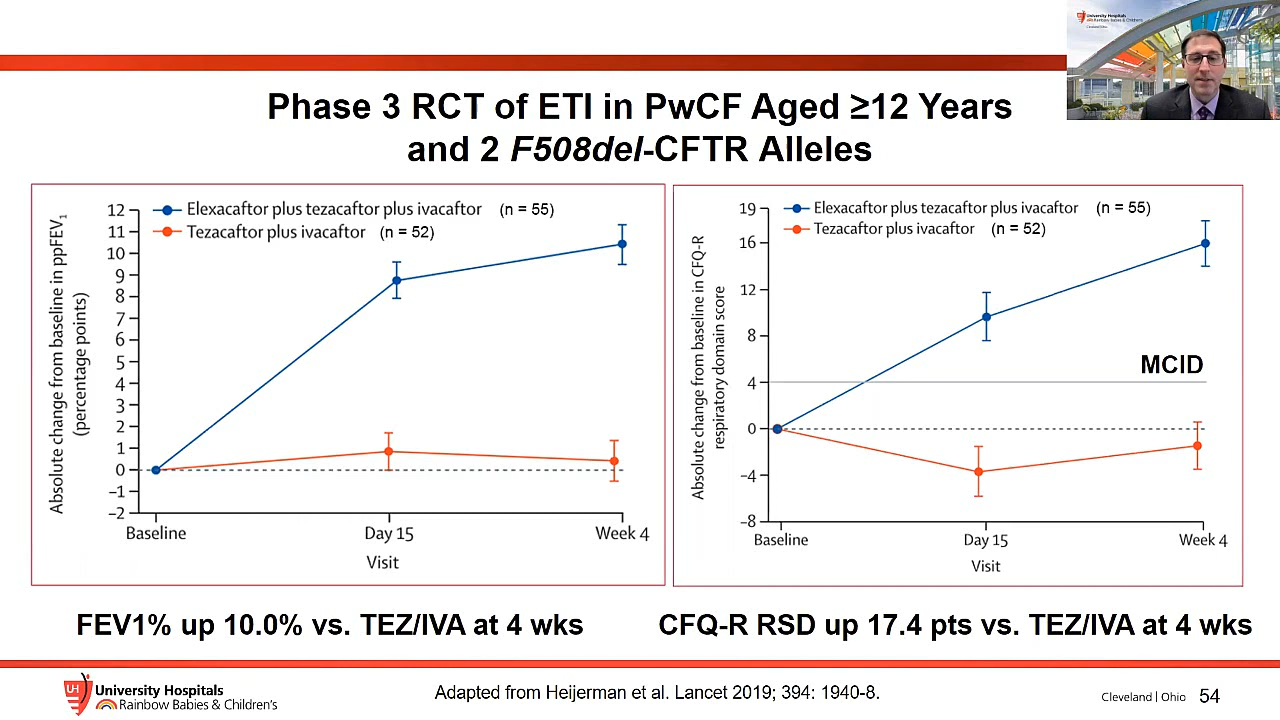 University Hospitals
Rainbow Babies & Children's
Phase 3 RCT of ETI in PwCF Aged ≥12 Years
and 2 F508del-CFTR Alleles
Absolute change from baseline in ppFEV1
(percentage points)
12
11
10
9
8
7
6
5
4
3
2
1
0
–1
–2
Elexacaftor plus tezacaftor plus ivacaftor (n = 55)
Tezacaftor plus ivacaftor (n = 52)
Baseline
Day 15
Week 4
Visit
Absolute change from baseline in CFQ-R
respiratory domain score
19
16
12
8
4
0
–4
–8
Elexacaftor plus tezacaftor plus ivacaftor (n = 55)
Tezacaftor plus ivacaftor (n = 52)
MCID
Baseline
Day 15
Week 4
Visit
FEV1% up 10.0% vs. TEZ/IVA at 4 wks
CFQ-R RSD up 17.4 pts vs. TEZ/IVA at 4 wks
UH
University Hospitals
Rainbow Babies & Children's
Adapted from Heijerman et al. Lancet 2019; 394: 1940-8.
Cleveland | Ohio 54